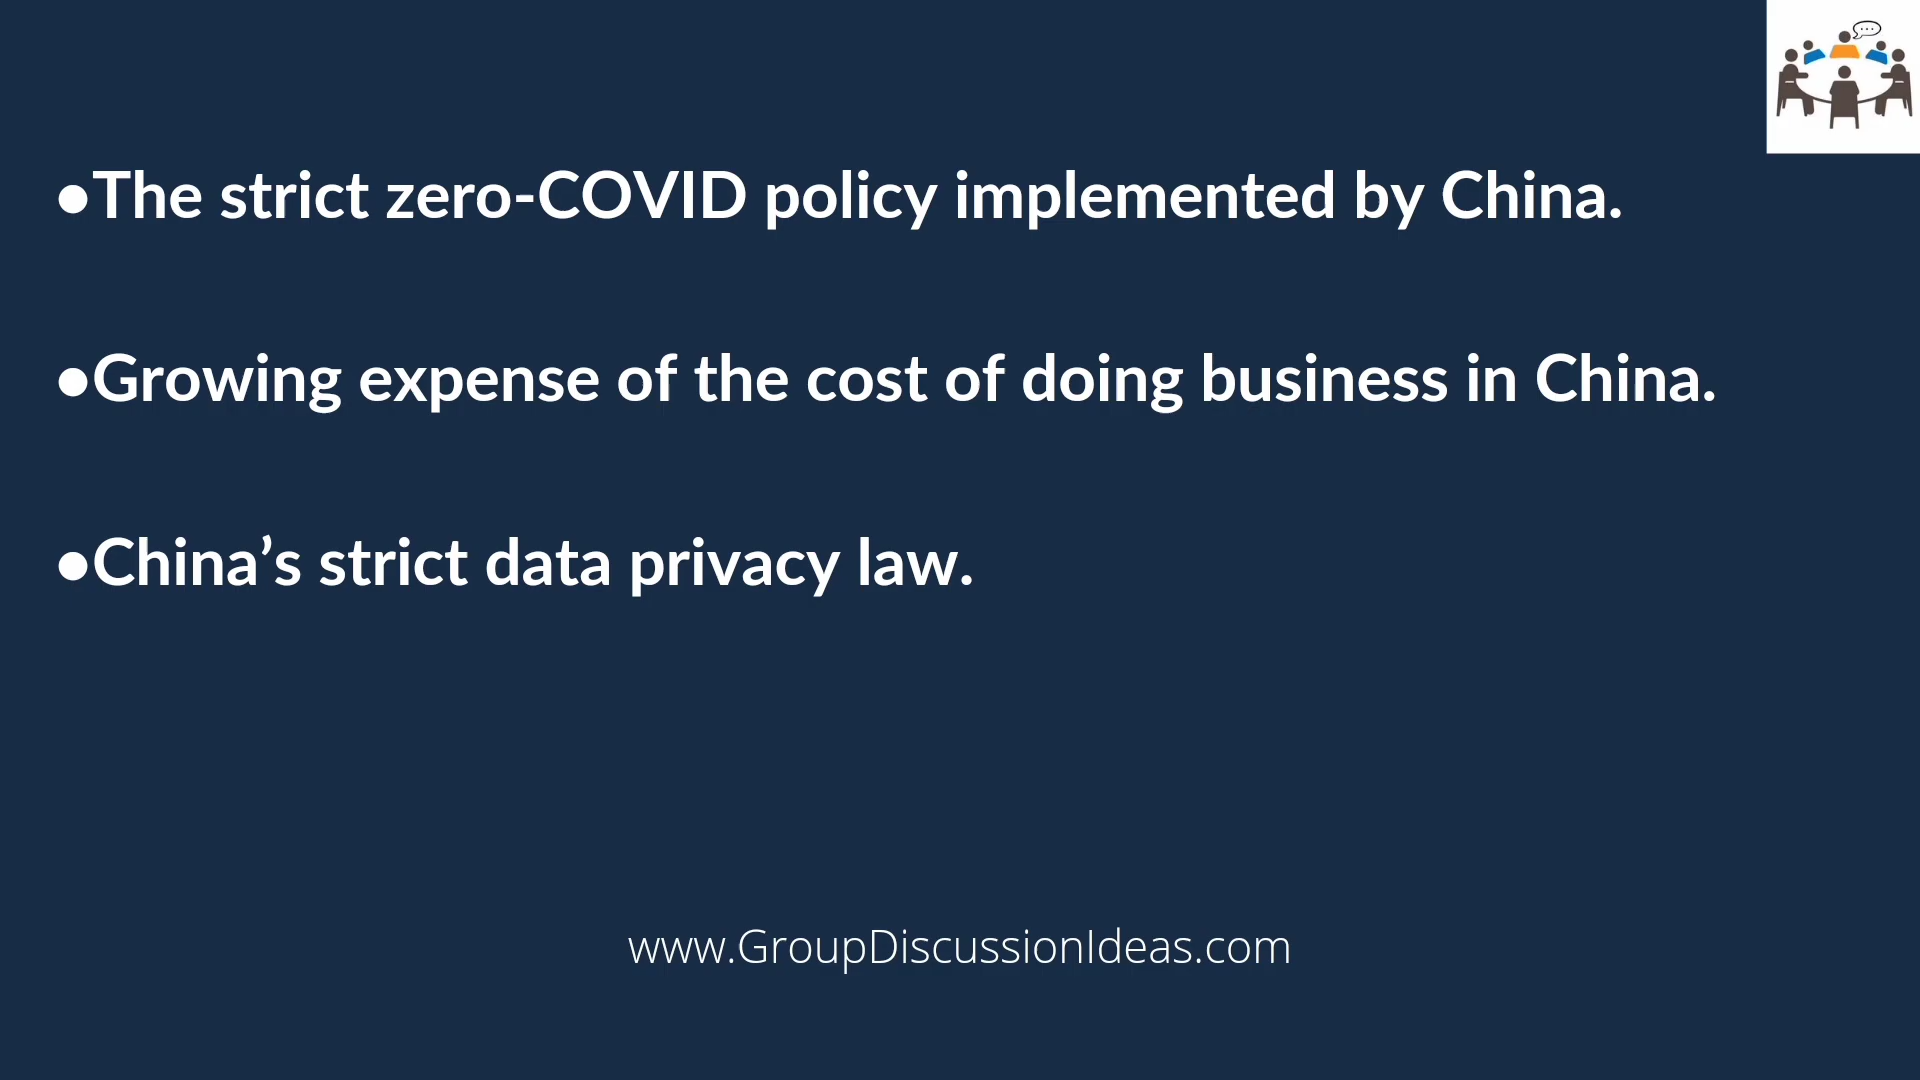 •The strict zero-COVID policy implemented by China.
•Growing expense of the cost of doing business in China.
•China’s strict data privacy law.
www.GroupDiscussionIdeas.com